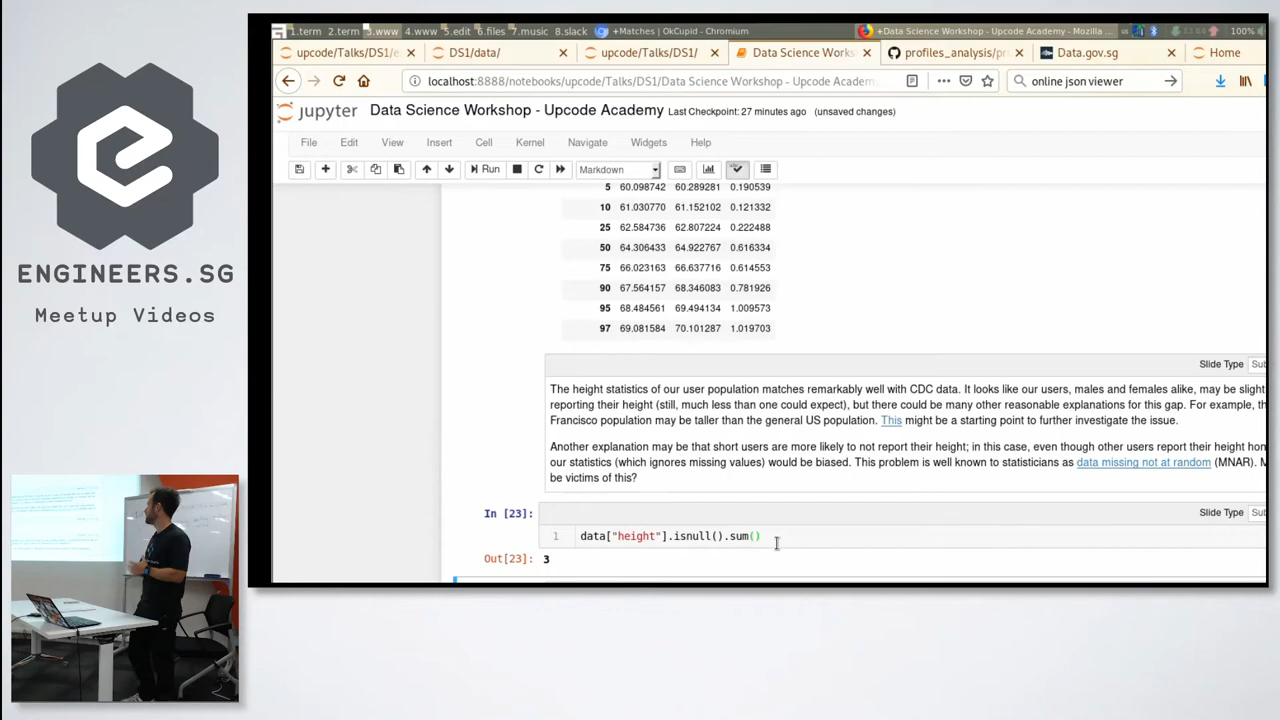 ENGINEERS.SG
Meetup Videos
1.term 2.term 3.www 4.www 5.edit 6.files 7.music 8.slack +Matches / OkCupid - Chromium +Data Science Workshop - Upcode Academy - Mozilla 100%
upcode/Talks/DS1/ DS1/data/ upcode/Talks/DS1/ Data Science Works profiles_analysis/pr Data.gov.sg Home
localhost:8888/notebooks/upcode/Talks/DS1/Data Science Workshop - Upcode Academ online json viewer
jupyter Data Science Workshop - Upcode Academy Last Checkpoint: 27 minutes ago (unsaved changes)
File Edit View Insert Cell Kernel Navigate Widgets Help
Run Markdown
5 60.098742 60.289281 0.190539
10 61.030770 61.152102 0.121332
25 62.584736 62.807224 0.222488
50 64.306433 64.922767 0.616334
75 66.023163 66.637716 0.614553
90 67.564157 68.346083 0.781926
95 68.484561 69.494134 1.009573
97 69.081584 70.101287 1.019703
Slide Type Su
The height statistics of our user population matches remarkably well with CDC data. It looks like our users, males and females alike, may be slight
reporting their height (still, much less than one could expect), but there could be many other reasonable explanations for this gap. For example, th
Francisco population may be taller than the general US population. This might be a starting point to further investigate the issue.
Another explanation may be that short users are more likely to not report their height; in this case, even though other users report their height hon
our statistics (which ignores missing values) would be biased. This problem is well known to statisticians as data missing not at random (MNAR). M
be victims of this?
In [23]: Slide Type Su
1 data["height"].isnull().sum()
Out[23]: 3